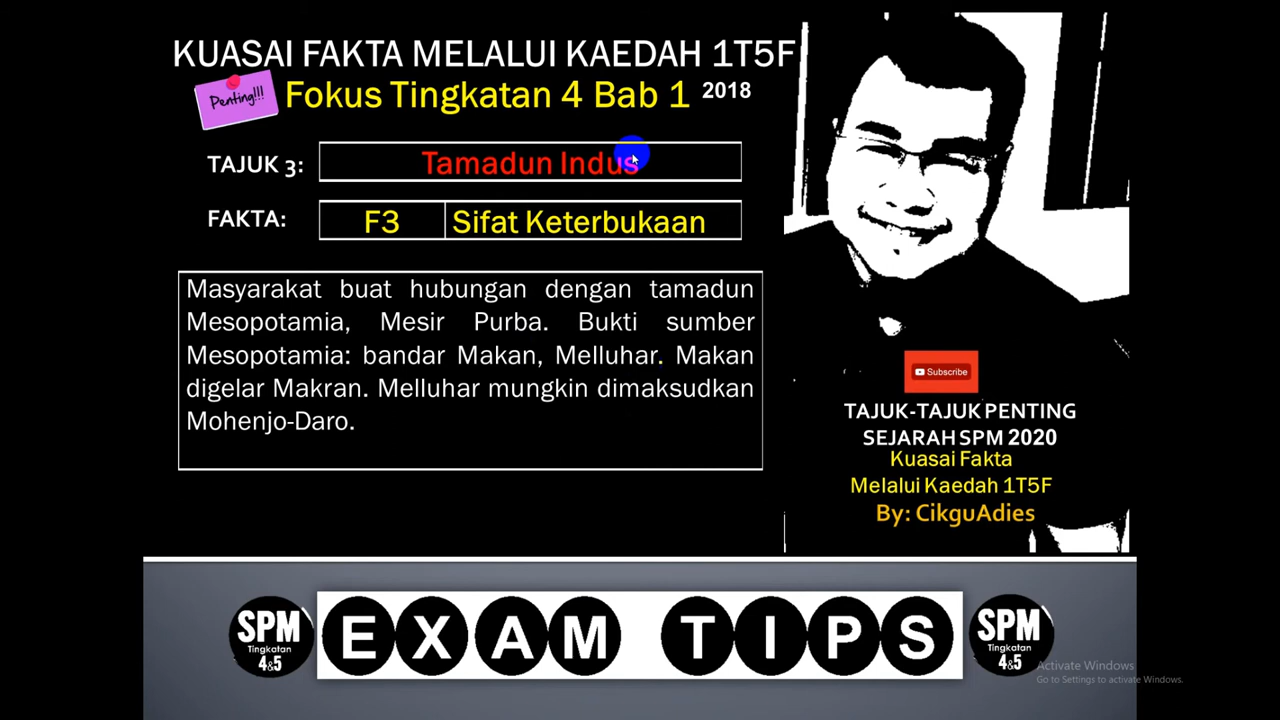 KUASAI FAKTA MELALUI KAEDAH 1T5F
Penting!!!
Fokus Tingkatan 4 Bab 1 2018
TAJUK 3:
Tamadun Indus
FAKTA:
F3
Sifat Keterbukaan
Masyarakat buat hubungan dengan tamadun
Mesopotamia, Mesir Purba. Bukti sumber
Mesopotamia: bandar Makan, Melluhar. Makan
digelar Makran. Melluhar mungkin dimaksudkan
Mohenjo-Daro.
Subscribe
TAJUK-TAJUK PENTING
SEJARAH SPM 2020
Kuasai Fakta
Melalui Kaedah 1T5F
By: CikguAdies
SPM
Tingkatan
4&5
EXAM TIPS
SPM
Tingkatan
4&5
Activate Windows
Go to Settings to activate Windows.